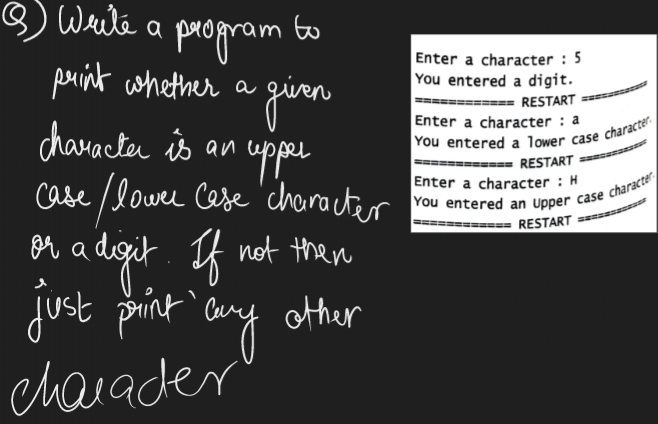 Q) Write a program to
print whether a given
character is an upper
case/lower case character
or a digit. If not then
just print 'any other
character
Enter a character : 5
You entered a digit.
============ RESTART ============
Enter a character : a
You entered a lower case character.
============ RESTART ============
Enter a character : H
You entered an Upper case character.
============ RESTART ============